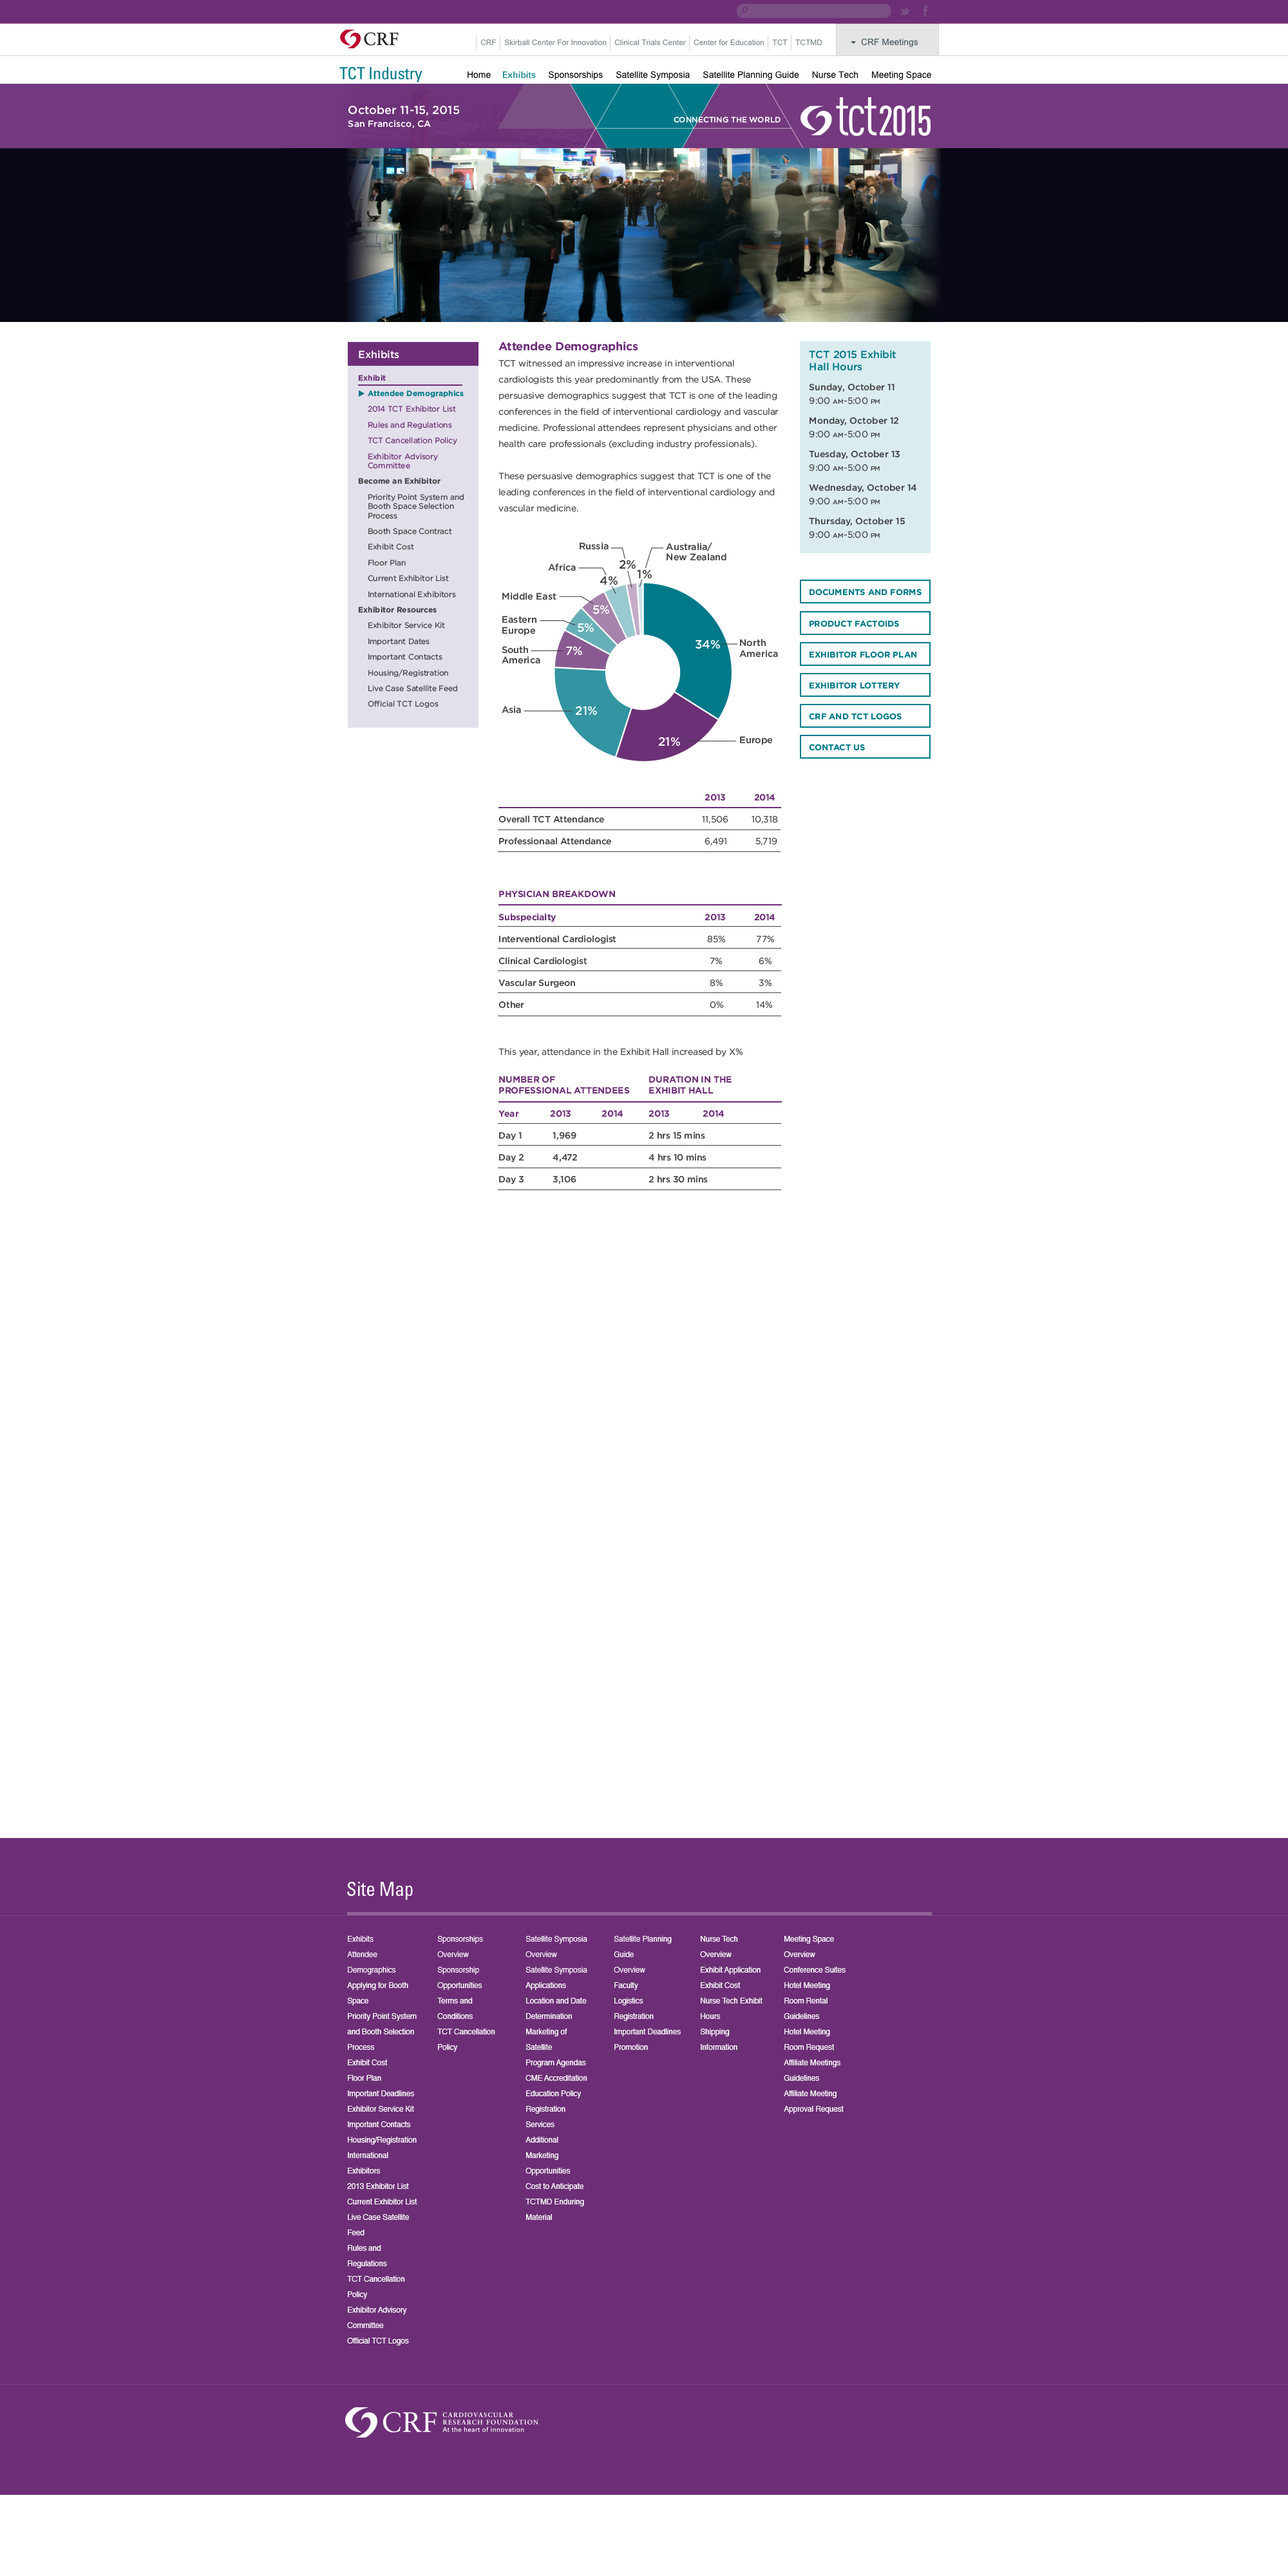 CRF
CRF
Skirball Center For Innovation
Clinical Trials Center
Center for Education
TCT
TCTMD
CRF Meetings
TCT Industry
Home
Exhibits
Sponsorships
Satellite Symposia
Satellite Planning Guide
Nurse Tech
Meeting Space
October 11-15, 2015
San Francisco, CA
CONNECTING THE WORLD
tct2015
Exhibits
Exhibit
Attendee Demographics
2014 TCT Exhibitor List
Rules and Regulations
TCT Cancellation Policy
Exhibitor Advisory
Committee
Become an Exhibitor
Priority Point System and
Booth Space Selection
Process
Booth Space Contract
Exhibit Cost
Floor Plan
Current Exhibitor List
International Exhibitors
Exhibitor Resources
Exhibitor Service Kit
Important Dates
Important Contacts
Housing/Registration
Live Case Satellite Feed
Official TCT Logos
Attendee Demographics
TCT witnessed an impressive increase in interventional
cardiologists this year predominantly from the USA. These
persuasive demographics suggest that TCT is one of the leading
conferences in the field of interventional cardiology and vascular
medicine. Professional attendees represent physicians and other
health care professionals (excluding industry professionals).
These persuasive demographics suggest that TCT is one of the
leading conferences in the field of interventional cardiology and
vascular medicine.
Russia
2%
Australia/
New Zealand
1%
Africa
4%
Middle East
5%
Eastern
Europe
5%
South
America
7%
Asia
21%
34%
North
America
21%
Europe
2013 2014
Overall TCT Attendance 11,506 10,318
Professionaal Attendance 6,491 5,719
PHYSICIAN BREAKDOWN
Subspecialty 2013 2014
Interventional Cardiologist 85% 77%
Clinical Cardiologist 7% 6%
Vascular Surgeon 8% 3%
Other 0% 14%
This year, attendance in the Exhibit Hall increased by X%
NUMBER OF
PROFESSIONAL ATTENDEES
DURATION IN THE
EXHIBIT HALL
Year 2013 2014 2013 2014
Day 1 1,969 2 hrs 15 mins
Day 2 4,472 4 hrs 10 mins
Day 3 3,106 2 hrs 30 mins
TCT 2015 Exhibit
Hall Hours
Sunday, October 11
9:00 AM-5:00 PM
Monday, October 12
9:00 AM-5:00 PM
Tuesday, October 13
9:00 AM-5:00 PM
Wednesday, October 14
9:00 AM-5:00 PM
Thursday, October 15
9:00 AM-5:00 PM
DOCUMENTS AND FORMS
PRODUCT FACTOIDS
EXHIBITOR FLOOR PLAN
EXHIBITOR LOTTERY
CRF AND TCT LOGOS
CONTACT US
Site Map
Exhibits
Attendee
Demographics
Applying for Booth
Space
Priority Point System
and Booth Selection
Process
Exhibit Cost
Floor Plan
Important Deadlines
Exhibitor Service Kit
Important Contacts
Housing/Registration
International
Exhibitors
2013 Exhibitor List
Current Exhibitor List
Live Case Satellite
Feed
Rules and
Regulations
TCT Cancellation
Policy
Exhibitor Advisory
Committee
Official TCT Logos
Sponsorships
Overview
Sponsorship
Opportunities
Terms and
Conditions
TCT Cancellation
Policy
Satellite Symposia
Overview
Satellite Symposia
Applications
Location and Date
Determination
Marketing of
Satellite
Program Agendas
CME Accreditation
Education Policy
Registration
Services
Additional
Marketing
Opportunities
Cost to Anticipate
TCTMD Enduring
Material
Satellite Planning
Guide
Overview
Faculty
Logistics
Registration
Important Deadlines
Promotion
Nurse Tech
Overview
Exhibit Application
Exhibit Cost
Nurse Tech Exhibit
Hours
Shipping
Information
Meeting Space
Overview
Conference Suites
Hotel Meeting
Room Rental
Guidelines
Hotel Meeting
Room Request
Affiliate Meetings
Guidelines
Affiliate Meeting
Approval Request
CRF
CARDIOVASCULAR
RESEARCH FOUNDATION
At the heart of innovation